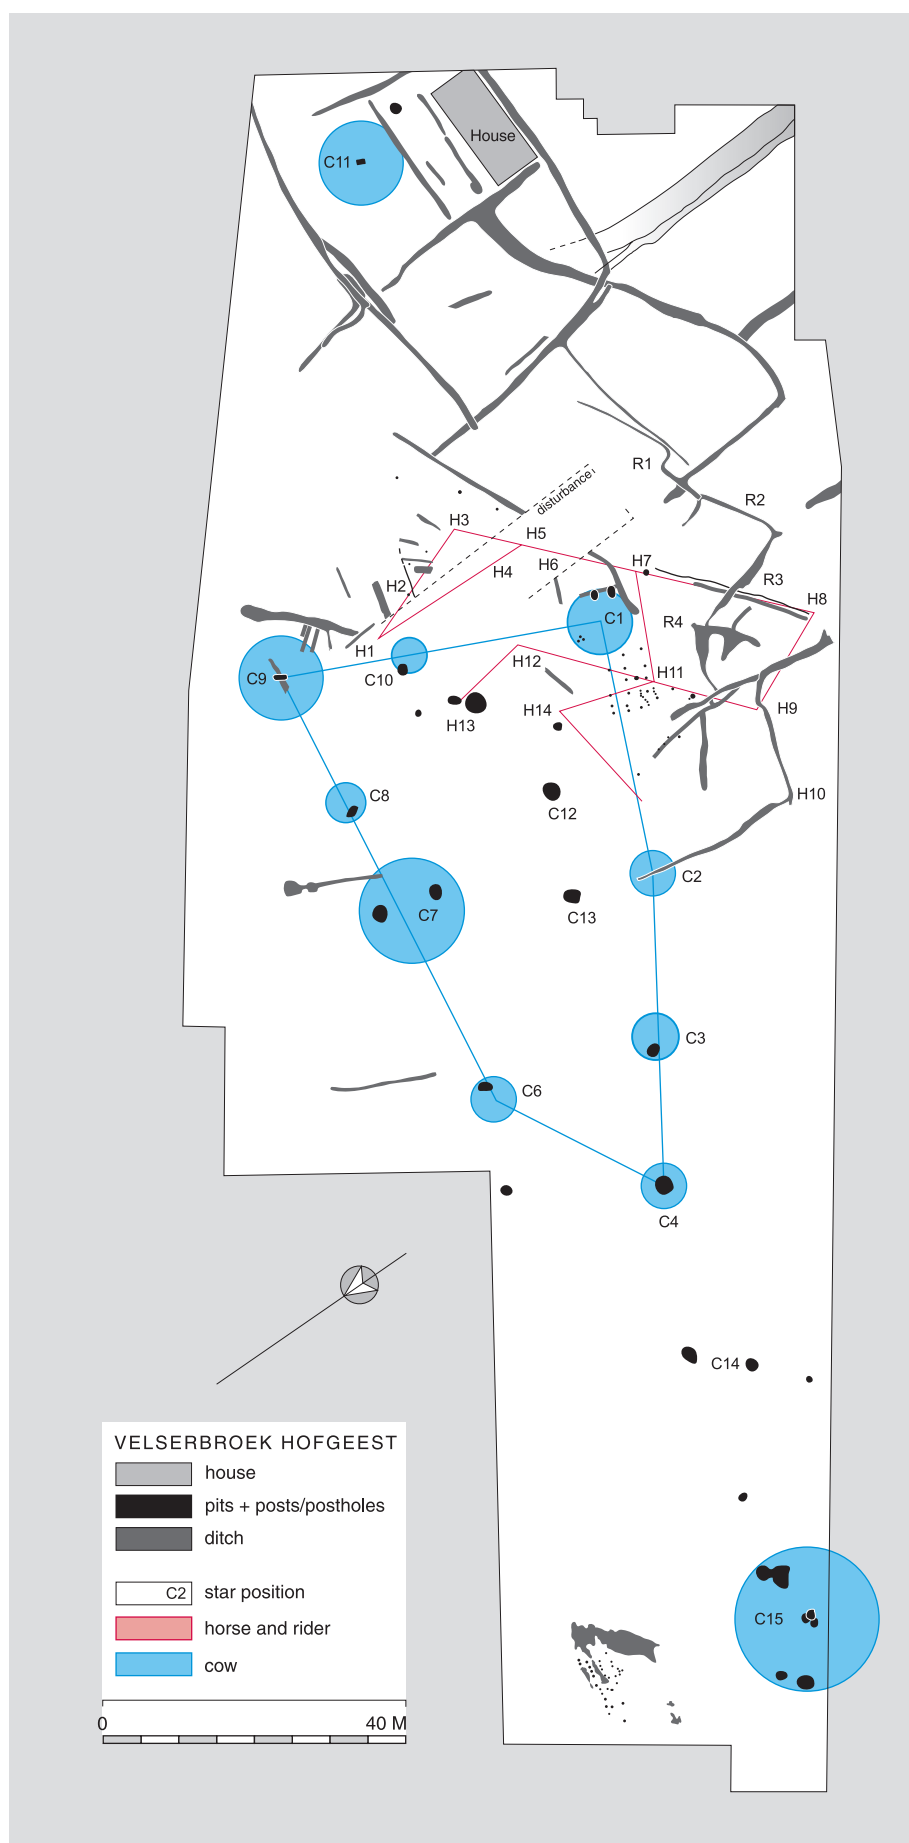 House
C11
R1
R2
disturbance
H3
H5
H7
H6
H4
R3
H2
H8
C1
R4
H1
H12
C9
C10
H11
H14
H9
H13
C8
H10
C12
C2
C7
C13
C3
C6
C4
C14
VELSERBROEK HOFGEEST
house
pits + posts/postholes
ditch
C2 star position
horse and rider
C15
cow
0 40 M